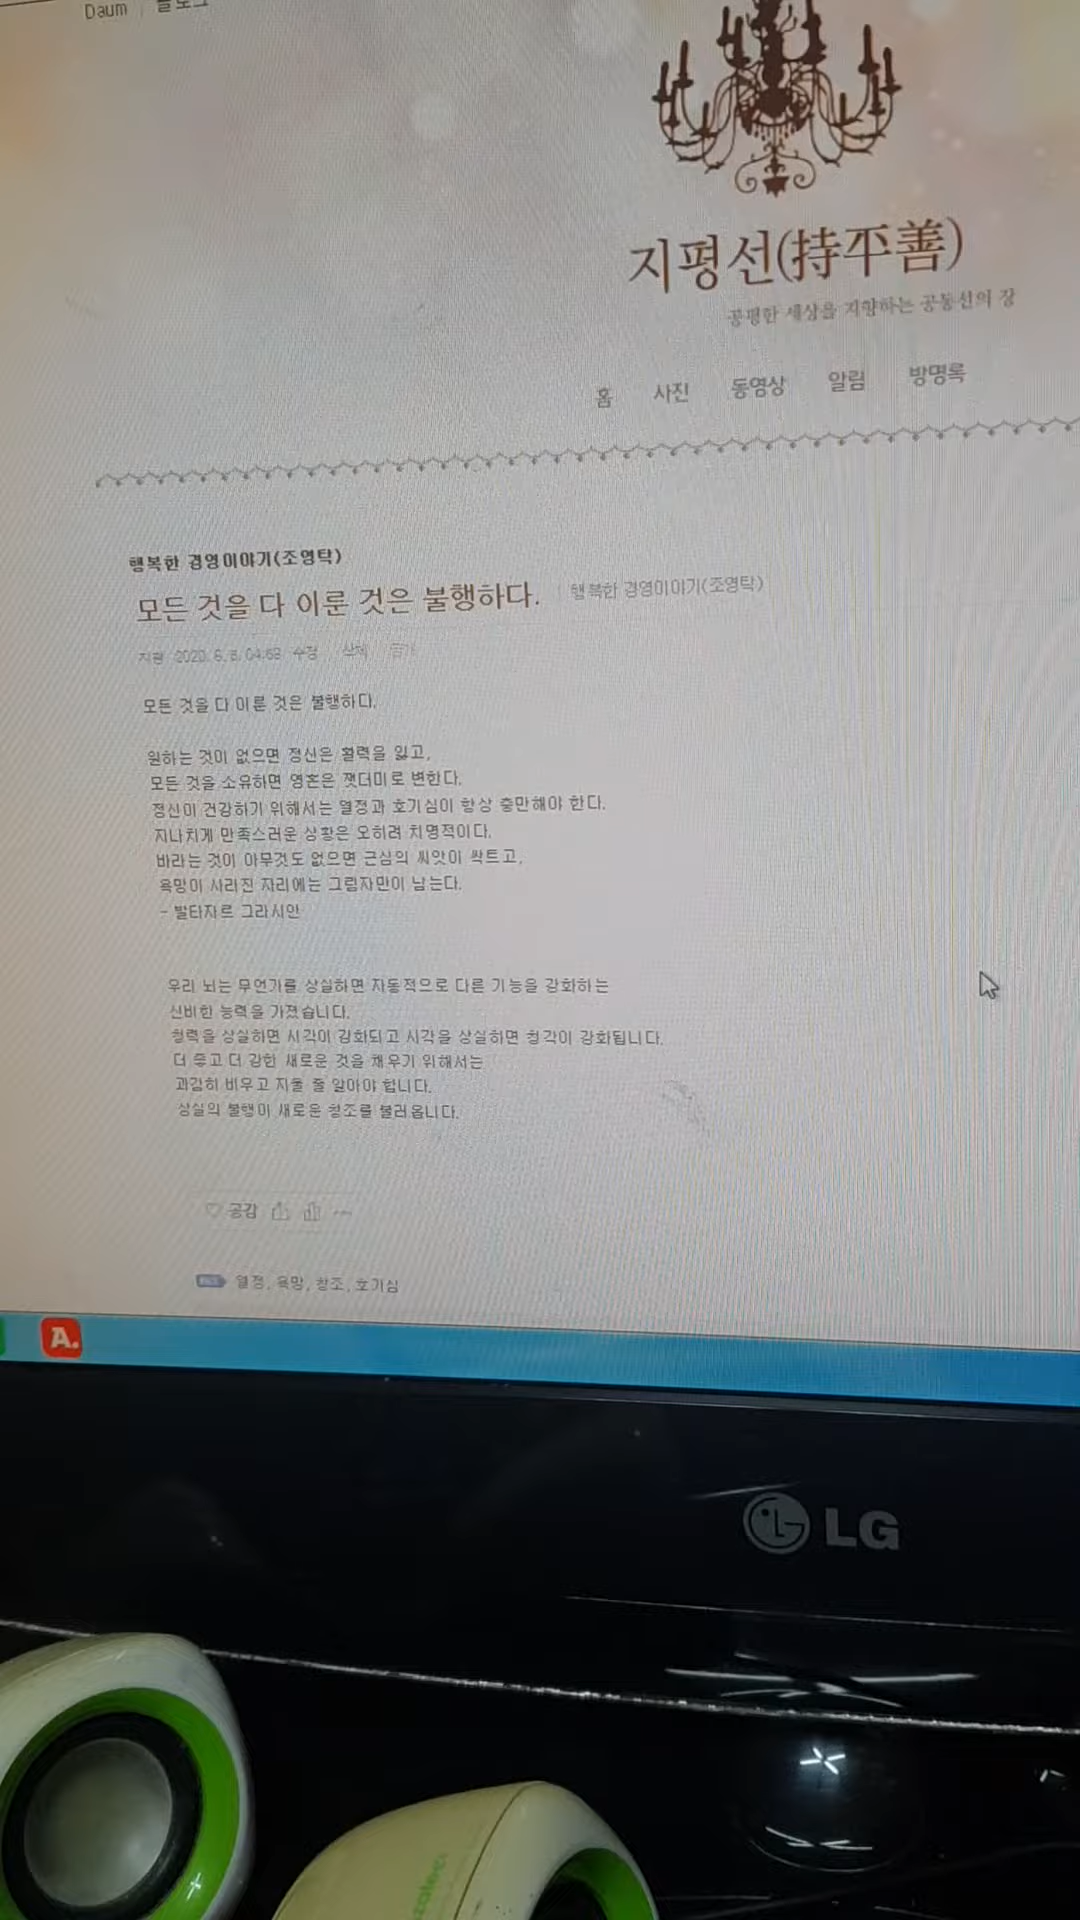 Daum 블로그
지평선(持平善)
공평한 세상을 지향하는 공동선의 장
홈 사진 동영상 알림 방명록
행복한 경영이야기(조영탁)
모든 것을 다 이룬 것은 불행하다. 행복한 경영이야기(조영탁)
수정 삭제
모든 것을 다 이룬 것은 불행하다.
원하는 것이 없으면 정신은 활력을 잃고,
모든 것을 소유하면 영혼은 잿더미로 변한다.
정신이 건강하기 위해서는 열정과 호기심이 항상 충만해야 한다.
지나치게 만족스러운 상황은 오히려 치명적이다.
바라는 것이 아무것도 없으면 근심의 씨앗이 싹트고,
욕망이 사라진 자리에는 그림자만이 남는다.
- 발타자르 그라시안
우리 뇌는 무언가를 상실하면 자동적으로 다른 기능을 강화하는
신비한 능력을 가졌습니다.
청력을 상실하면 시각이 강화되고 시각을 상실하면 청각이 강화됩니다.
더 좋고 더 강한 새로운 것을 채우기 위해서는
과감히 비우고 지울 줄 알아야 합니다.
상실의 불행이 새로운 창조를 불러옵니다.
공감
열정, 욕망, 창조, 호기심
A.
LG